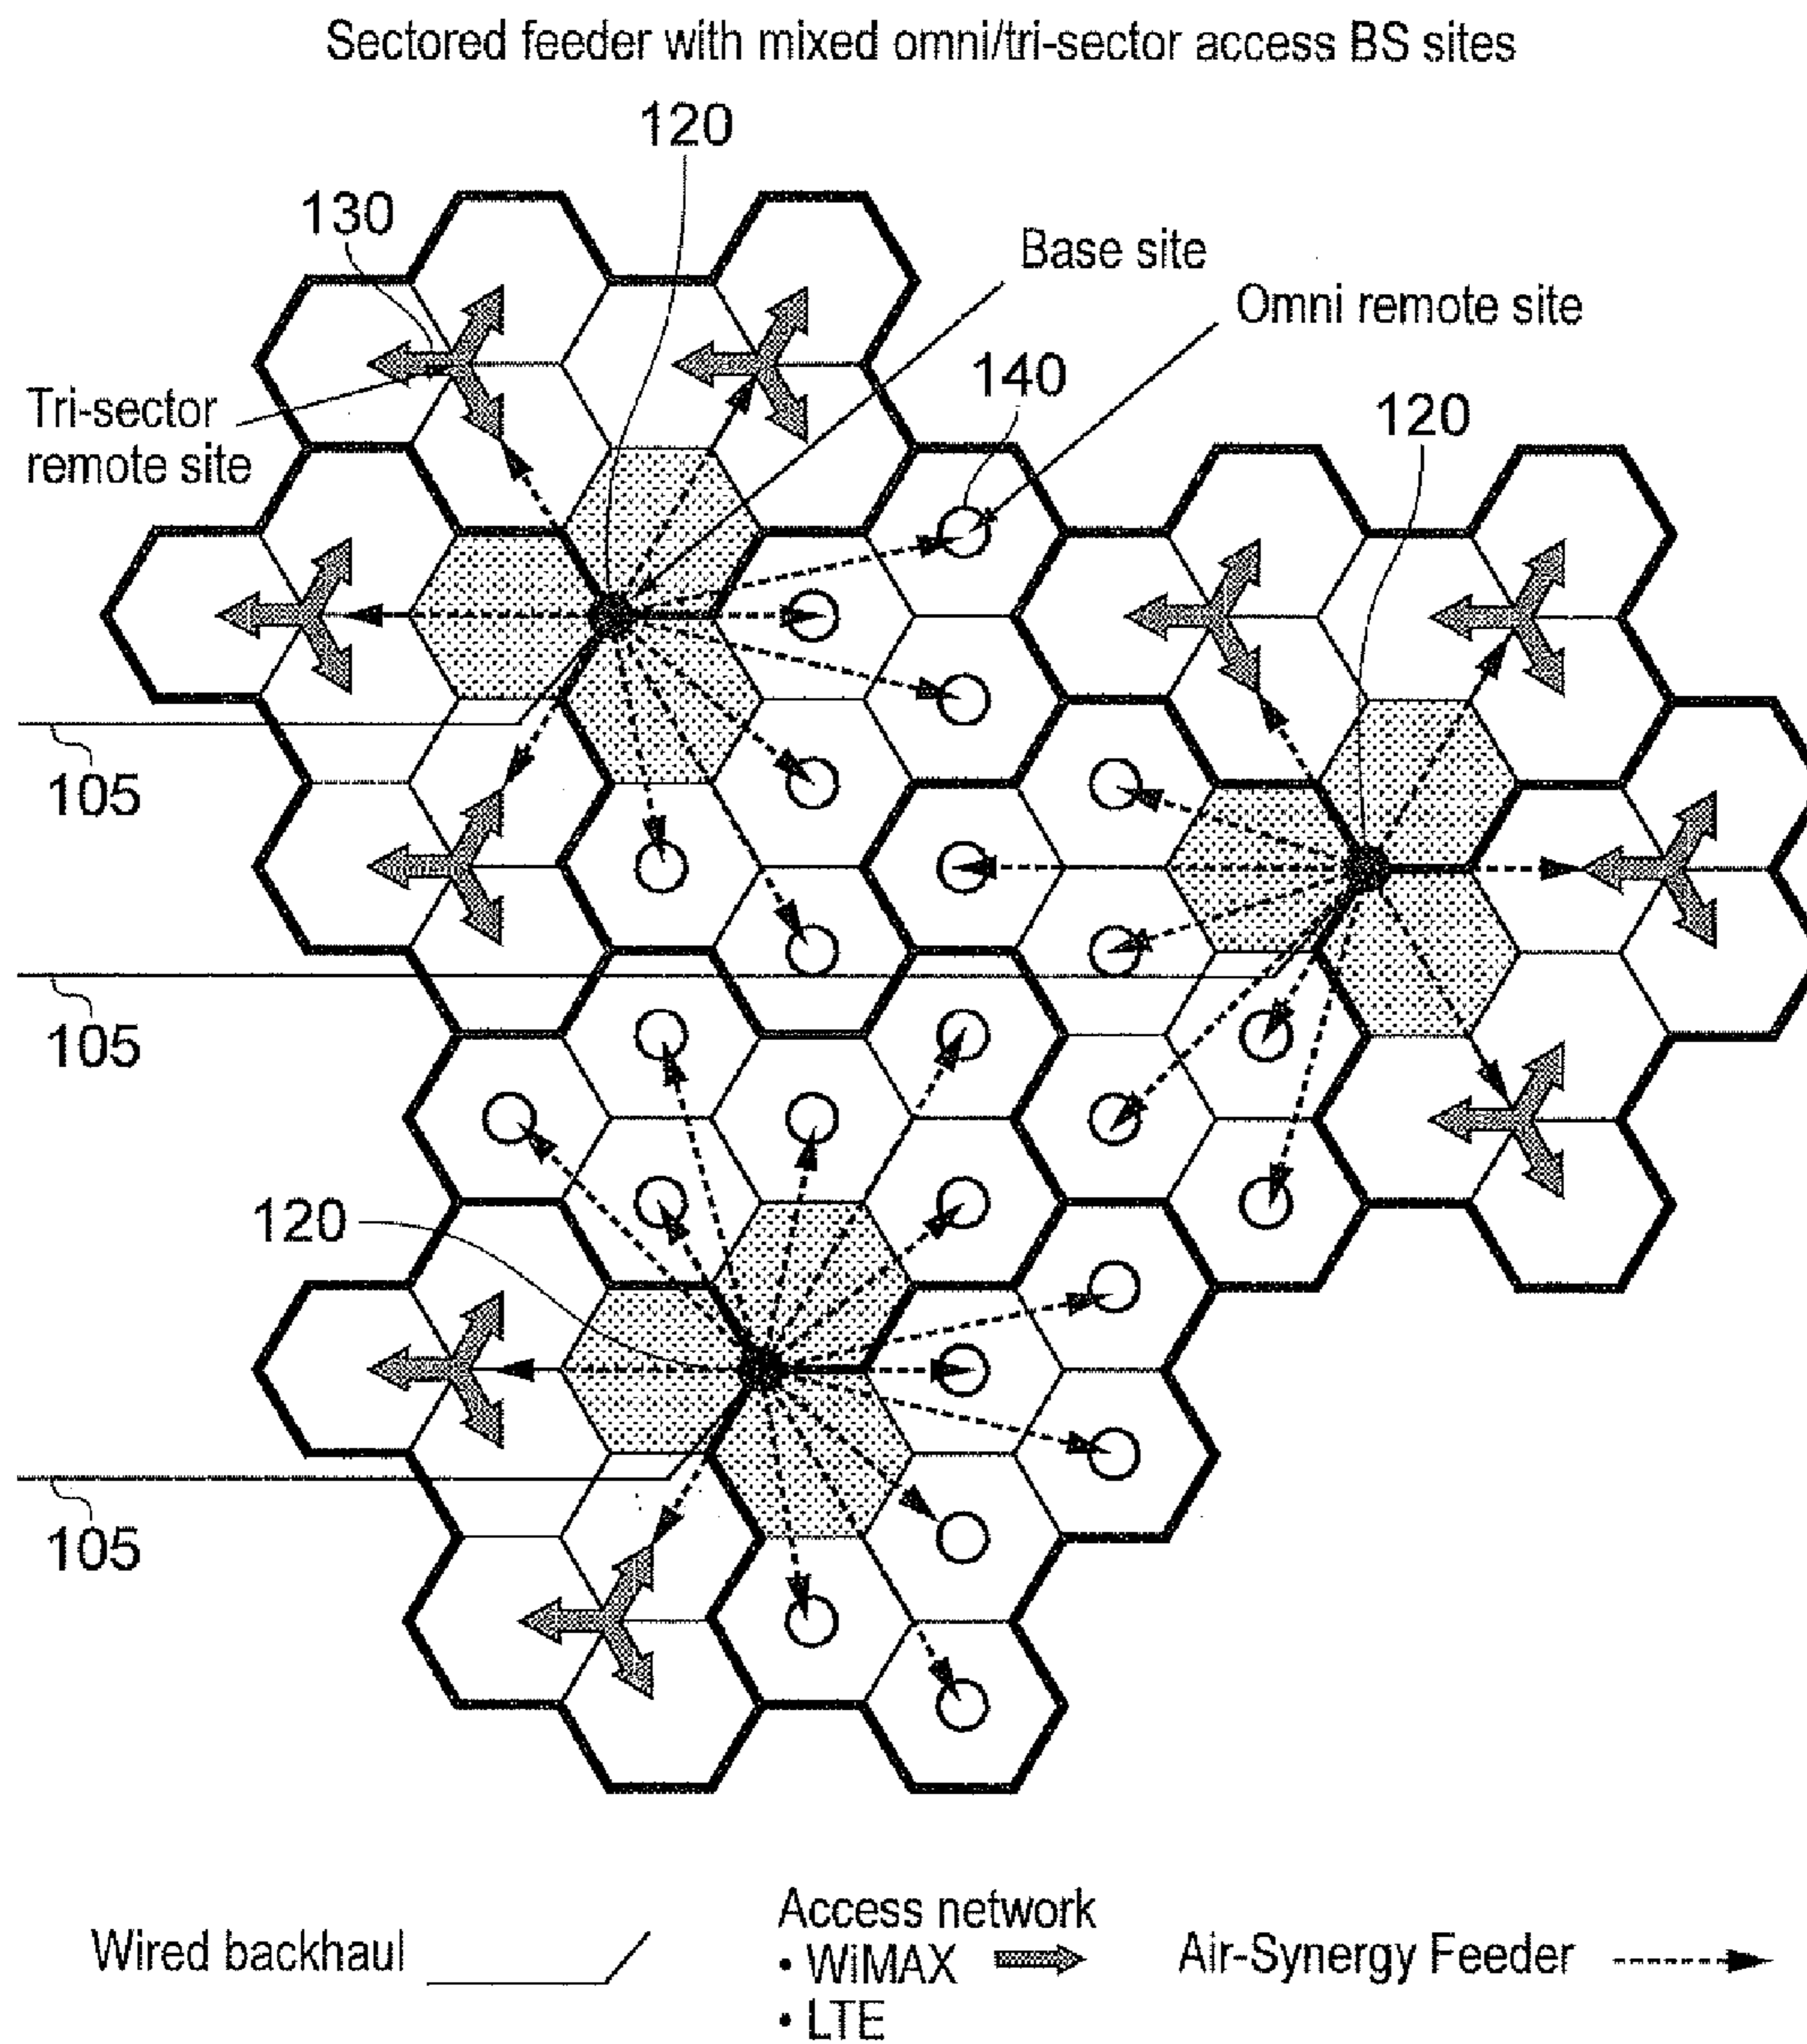 Sectored feeder with mixed omni/tri-sector access BS sites
120
130
Base site
Omni remote site
140
120
Tri-sector
remote site
105
105
120
105
Wired backhaul
Access network
• WiMAX
• LTE
Air-Synergy Feeder